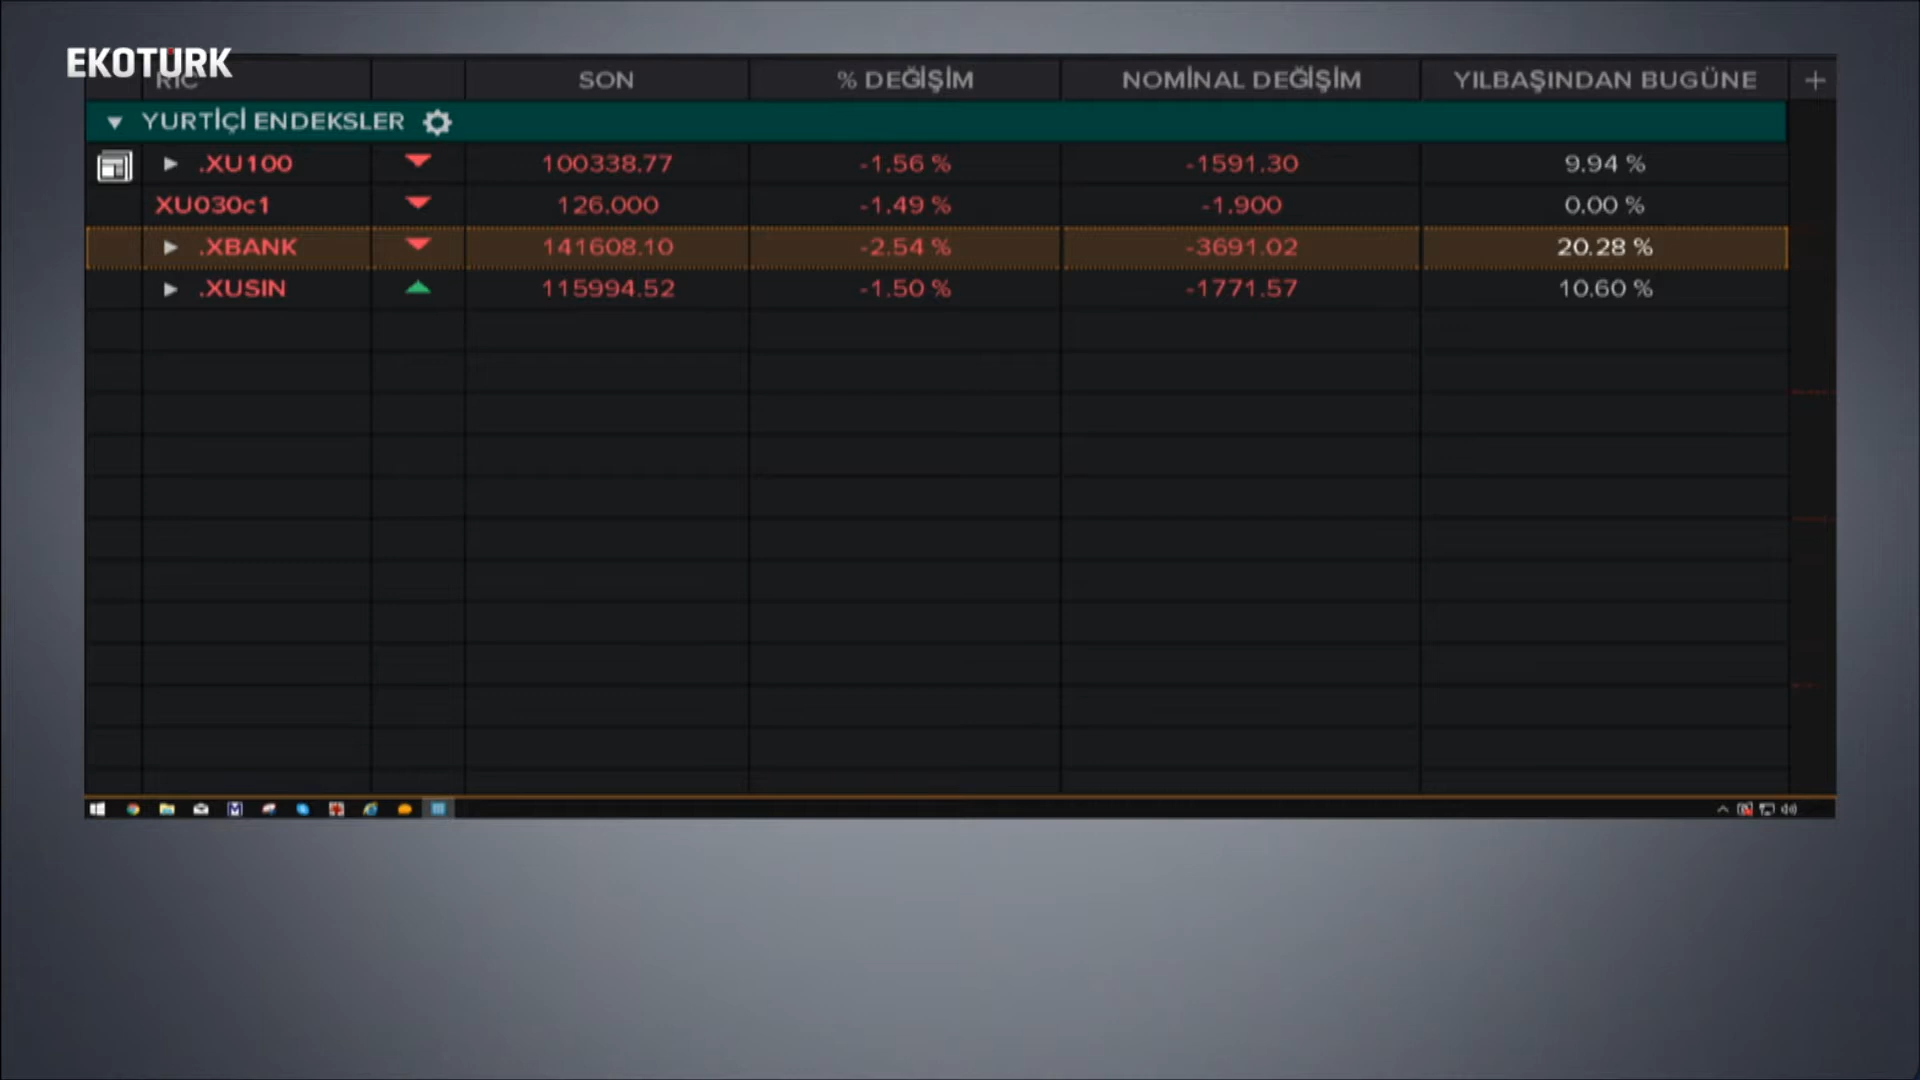 EKOTÜRK
RIC SON % DEĞİŞİM NOMİNAL DEĞİŞİM YILBAŞINDAN BUGÜNE +
YURTİÇİ ENDEKSLER
.XU100 100338.77 -1.56 % -1591.30 9.94 %
XU030c1 126.000 -1.49 % -1.900 0.00 %
.XBANK 141608.10 -2.54 % -3691.02 20.28 %
.XUSIN 115994.52 -1.50 % -1771.57 10.60 %